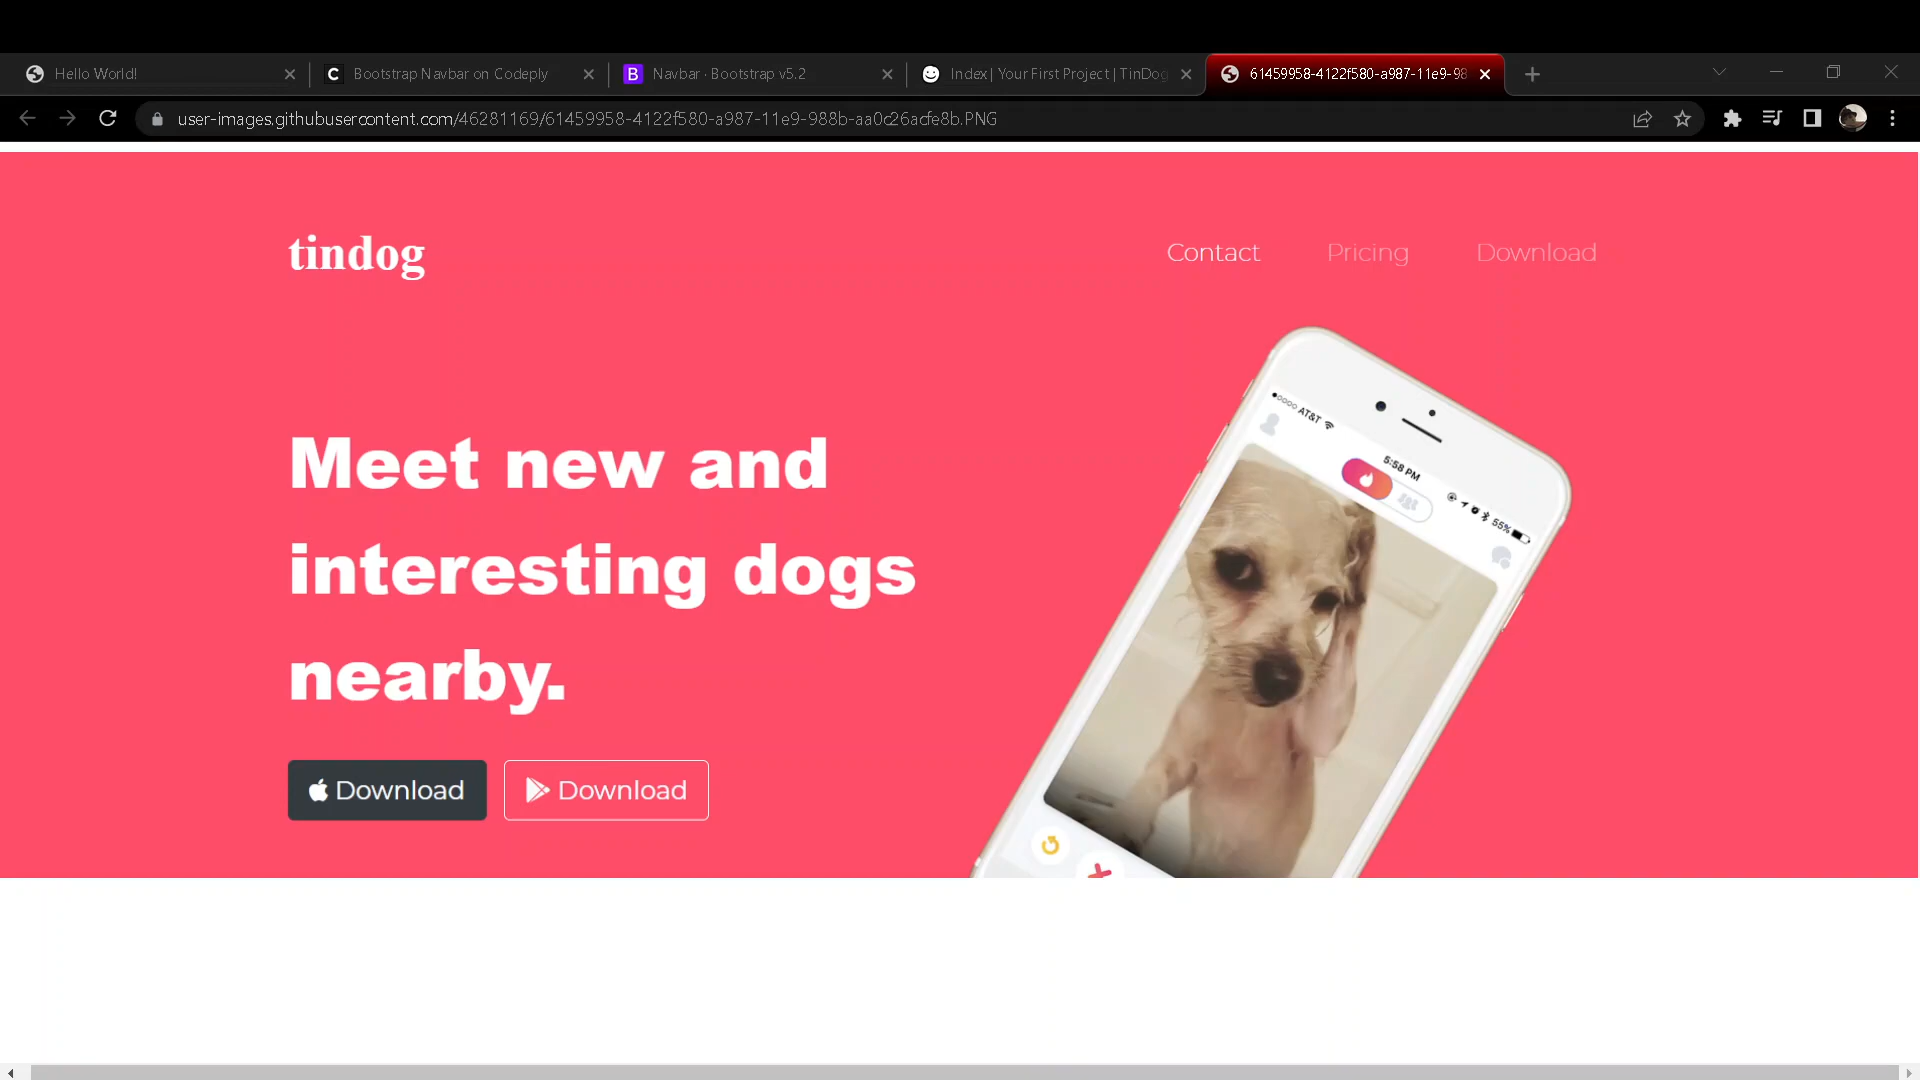 Hello World!
Bootstrap Navbar on Codeply
Navbar · Bootstrap v5.2
Index | Your First Project | TinDog
61459958-4122f580-a987-11e9-98
user-images.githubusercontent.com/46281169/61459958-4122f580-a987-11e9-988b-aa0c26acfe8b.PNG
tindog
Contact Pricing Download
Meet new and
interesting dogs
nearby.
Download Download
AT&T
5:58 PM
55%